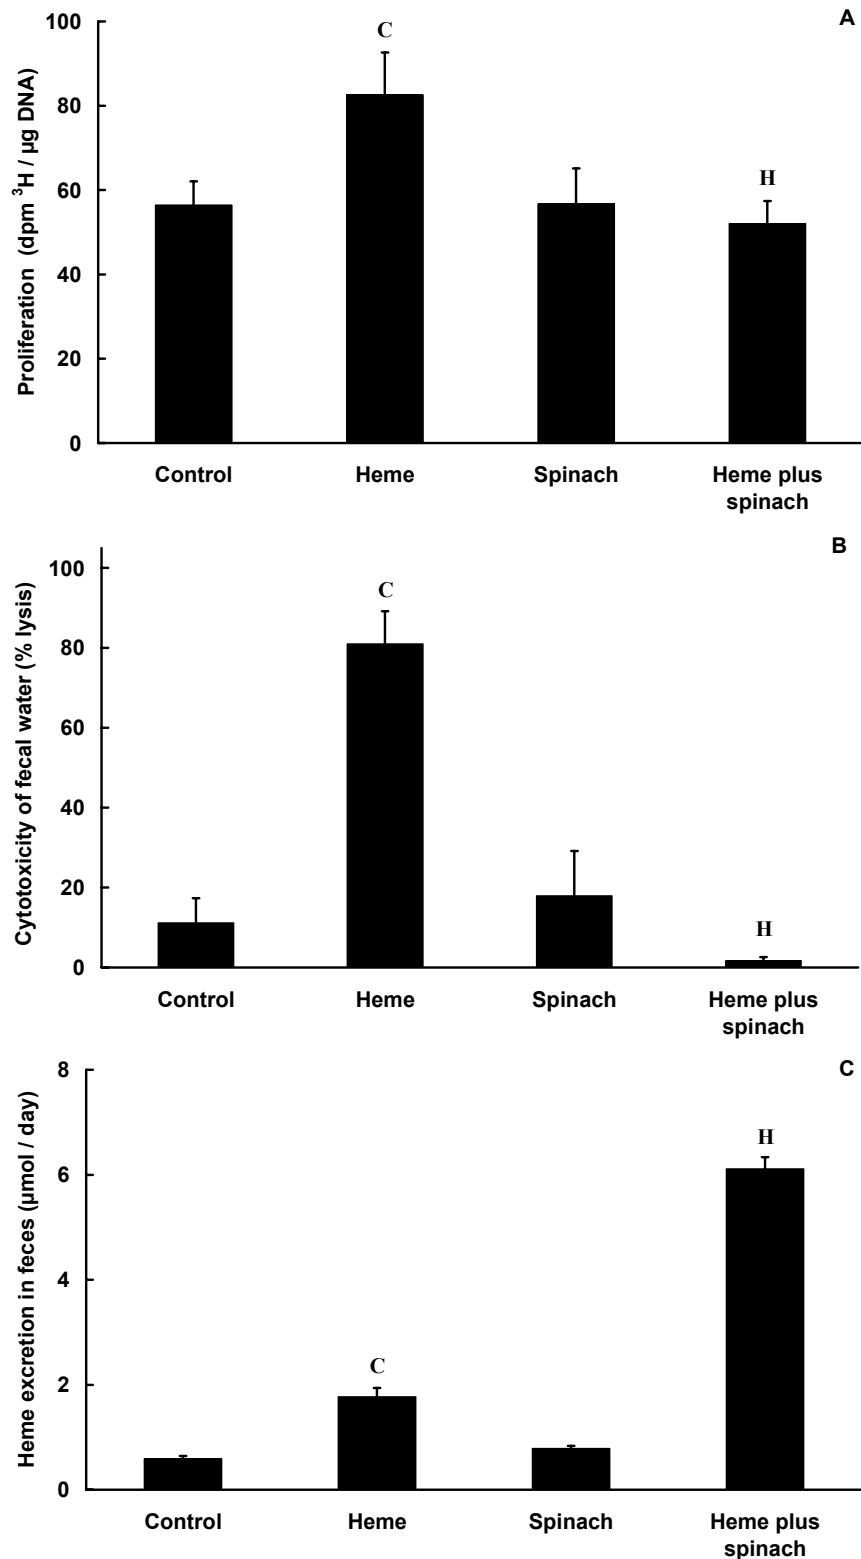 A
Proliferation (dpm ³H / µg DNA)
100
80
60
40
20
0
C
H
Control
Heme
Spinach
Heme plus
spinach
B
Cytotoxicity of fecal water (% lysis)
100
80
60
40
20
0
C
H
Control
Heme
Spinach
Heme plus
spinach
C
Heme excretion in feces (µmol / day)
8
6
4
2
0
C
H
Control
Heme
Spinach
Heme plus
spinach